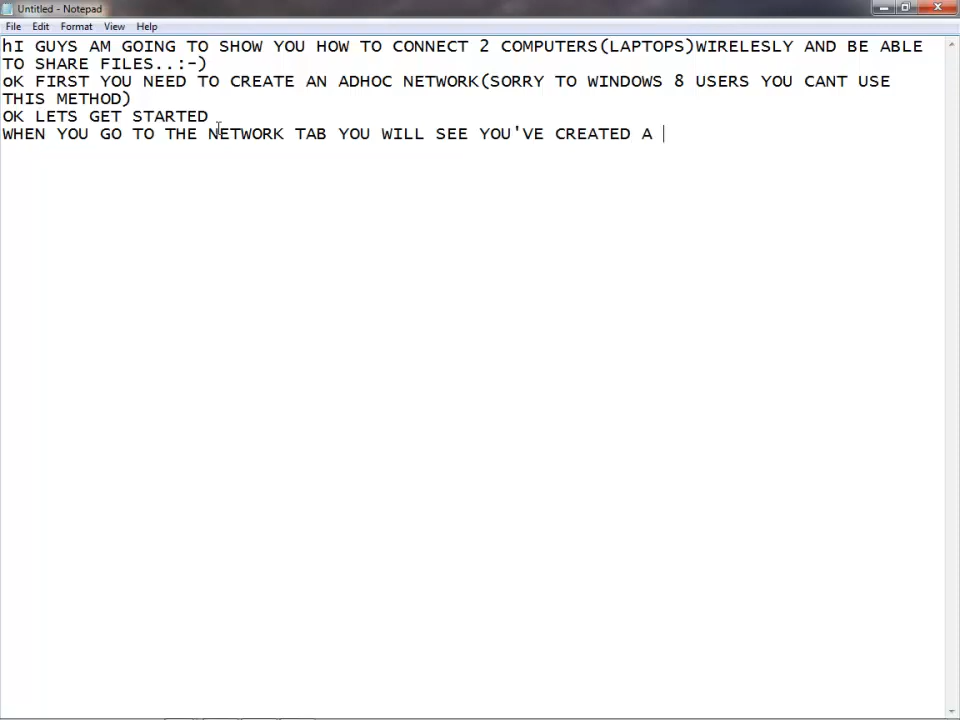 Untitled - Notepad
File Edit Format View Help
hI GUYS AM GOING TO SHOW YOU HOW TO CONNECT 2 COMPUTERS(LAPTOPS)WIRELESLY AND BE ABLE
TO SHARE FILES..:-)
oK FIRST YOU NEED TO CREATE AN ADHOC NETWORK(SORRY TO WINDOWS 8 USERS YOU CANT USE
THIS METHOD)
OK LETS GET STARTED
WHEN YOU GO TO THE NETWORK TAB YOU WILL SEE YOU'VE CREATED A